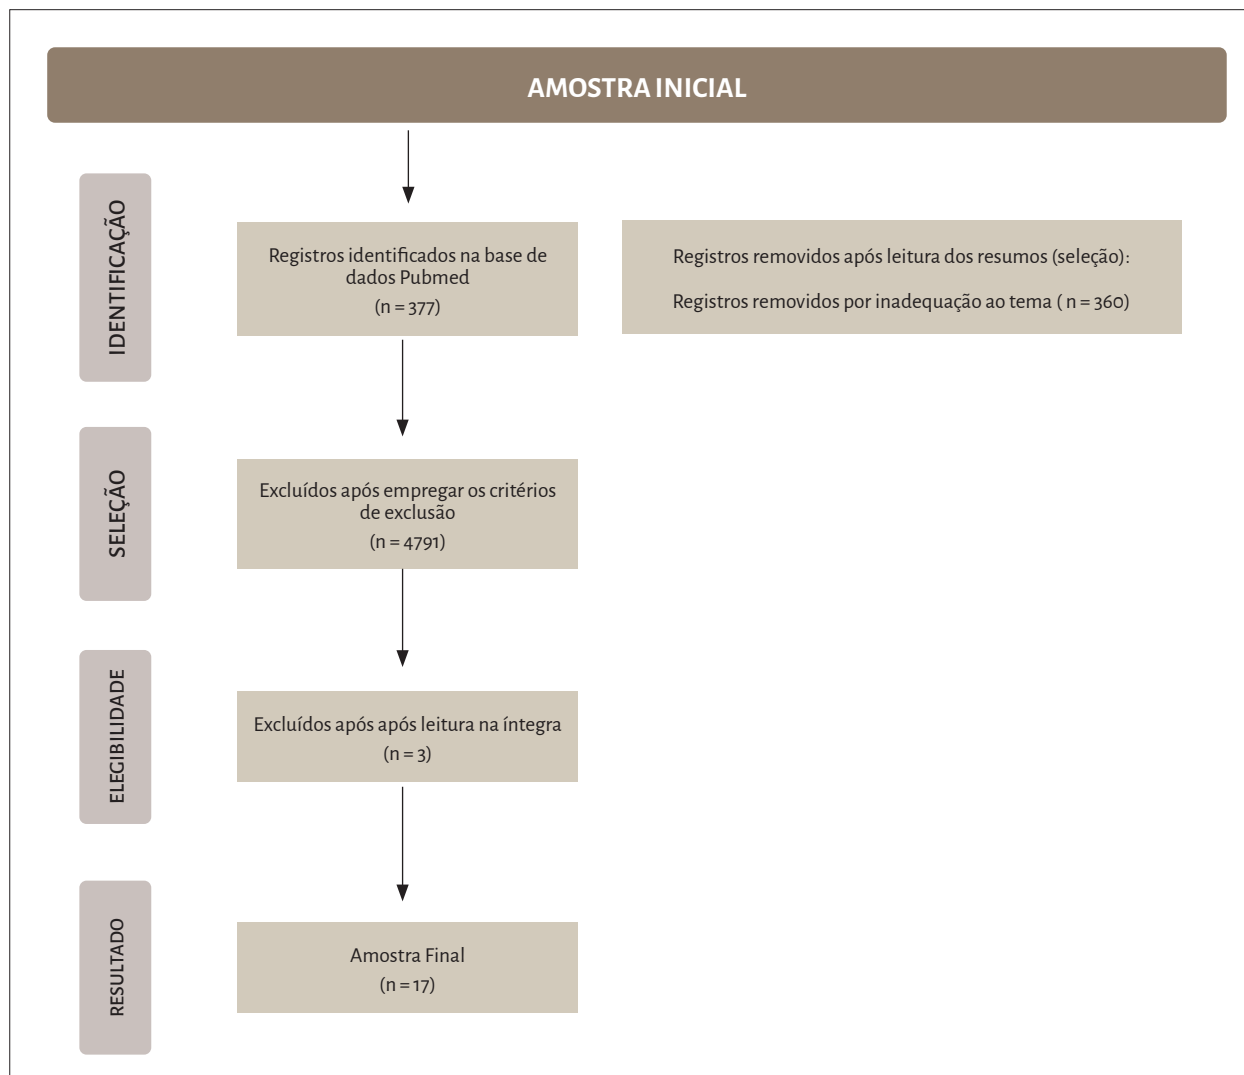 AMOSTRA INICIAL
IDENTIFICAÇÃO
Registros identificados na base de
dados Pubmed
(n = 377)
Registros removidos após leitura dos resumos (seleção):
Registros removidos por inadequação ao tema ( n = 360)
SELEÇÃO
Excluídos após empregar os critérios
de exclusão
(n = 4791)
ELEGIBILIDADE
Excluídos após após leitura na íntegra
(n = 3)
RESULTADO
Amostra Final
(n = 17)